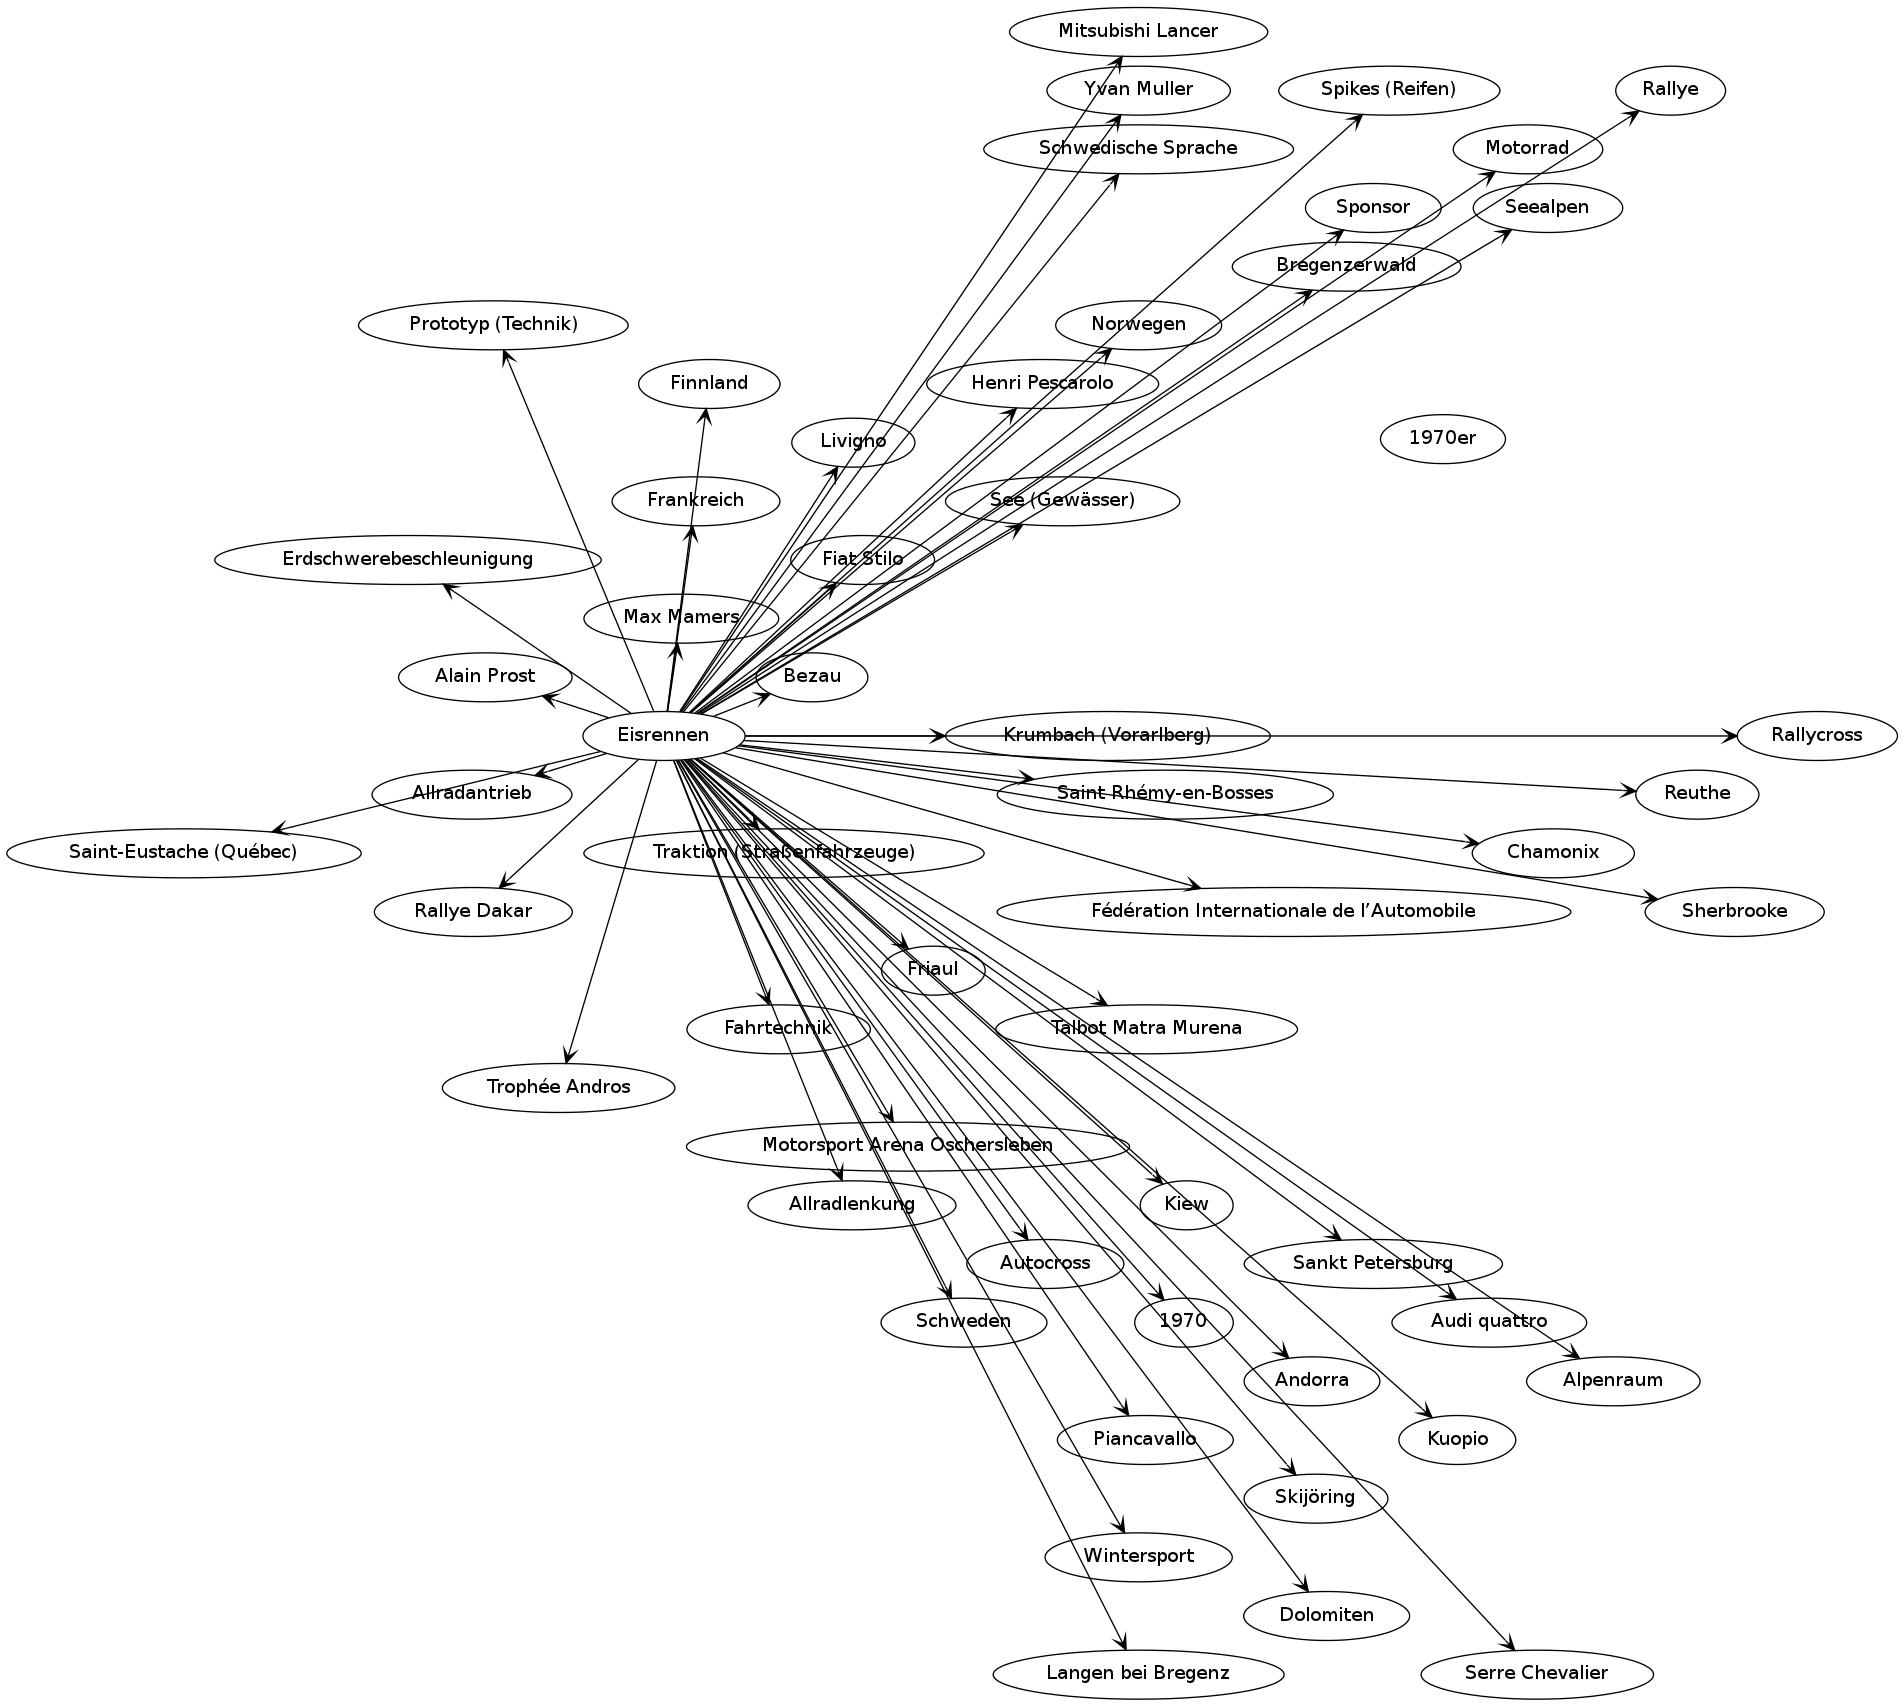 Mitsubishi Lancer
Yvan Muller
Spikes (Reifen)
Rallye
Schwedische Sprache
Motorrad
Sponsor
Seealpen
Bregenzerwald
Prototyp (Technik)
Norwegen
Finnland
Henri Pescarolo
Livigno
1970er
Frankreich
See (Gewässer)
Erdschwerebeschleunigung
Fiat Stilo
Max Mamers
Alain Prost
Bezau
Eisrennen
Krumbach (Vorarlberg)
Rallycross
Allradantrieb
Saint Rhémy-en-Bosses
Reuthe
Saint-Eustache (Québec)
Traktion (Straßenfahrzeuge)
Chamonix
Rallye Dakar
Fédération Internationale de l’Automobile
Sherbrooke
Friaul
Fahrtechnik
Talbot Matra Murena
Trophée Andros
Motorsport Arena Oschersleben
Allradlenkung
Kiew
Autocross
Sankt Petersburg
Schweden
1970
Audi quattro
Andorra
Alpenraum
Piancavallo
Kuopio
Skijöring
Wintersport
Dolomiten
Langen bei Bregenz
Serre Chevalier